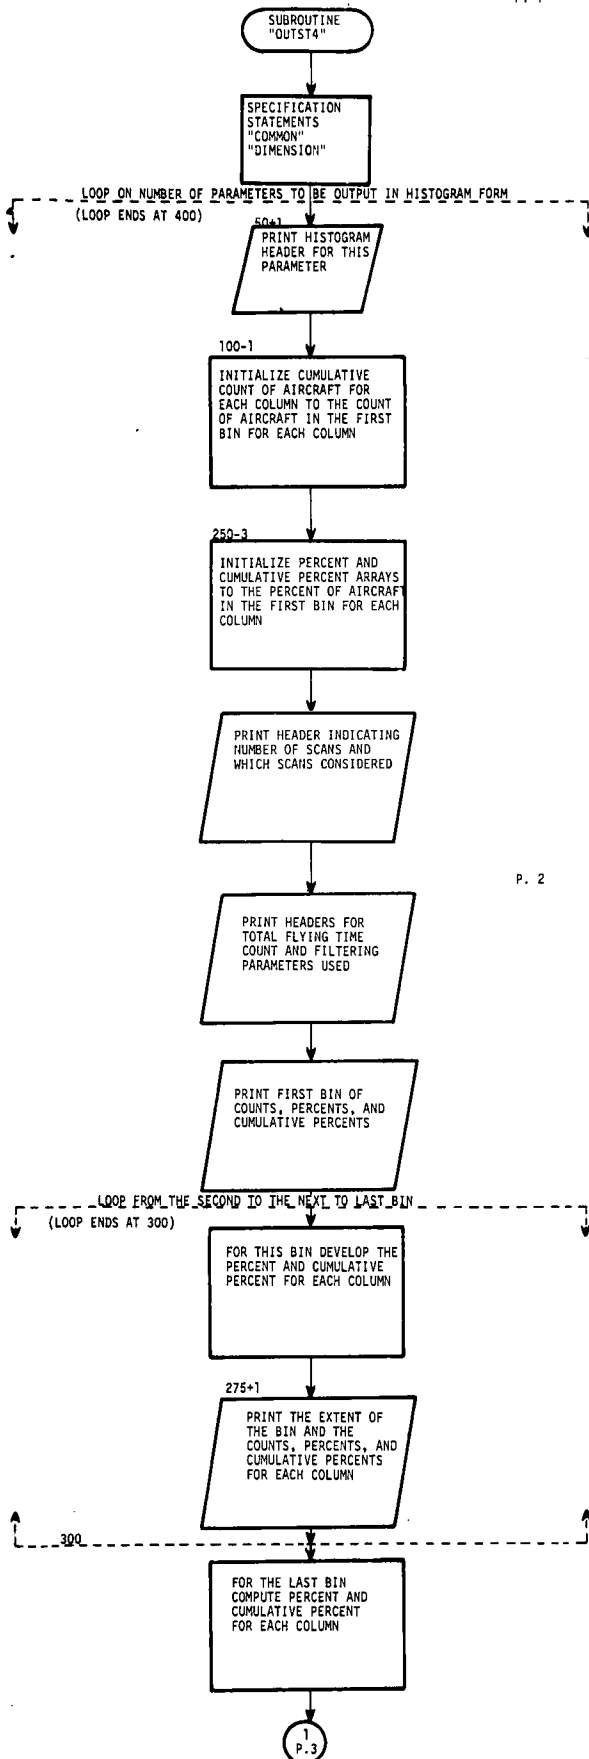 SUBROUTINE
"OUTST4"
SPECIFICATION
STATEMENTS
"COMMON"
"DIMENSION"
LOOP ON NUMBER OF PARAMETERS TO BE OUTPUT IN HISTOGRAM FORM
(LOOP ENDS AT 400)
50+1
PRINT HISTOGRAM
HEADER FOR THIS
PARAMETER
100-1
INITIALIZE CUMULATIVE
COUNT OF AIRCRAFT FOR
EACH COLUMN TO THE COUNT
OF AIRCRAFT IN THE FIRST
BIN FOR EACH COLUMN
250-3
INITIALIZE PERCENT AND
CUMULATIVE PERCENT ARRAYS
TO THE PERCENT OF AIRCRAFT
IN THE FIRST BIN FOR EACH
COLUMN
PRINT HEADER INDICATING
NUMBER OF SCANS AND
WHICH SCANS CONSIDERED
P. 2
PRINT HEADERS FOR
TOTAL FLYING TIME
COUNT AND FILTERING
PARAMETERS USED
PRINT FIRST BIN OF
COUNTS, PERCENTS, AND
CUMULATIVE PERCENTS
LOOP FROM THE SECOND TO THE NEXT TO LAST BIN
(LOOP ENDS AT 300)
FOR THIS BIN DEVELOP THE
PERCENT AND CUMULATIVE
PERCENT FOR EACH COLUMN
275+1
PRINT THE EXTENT OF
THE BIN AND THE
COUNTS, PERCENTS, AND
CUMULATIVE PERCENTS
FOR EACH COLUMN
300
FOR THE LAST BIN
COMPUTE PERCENT AND
CUMULATIVE PERCENT
FOR EACH COLUMN
1
P.3